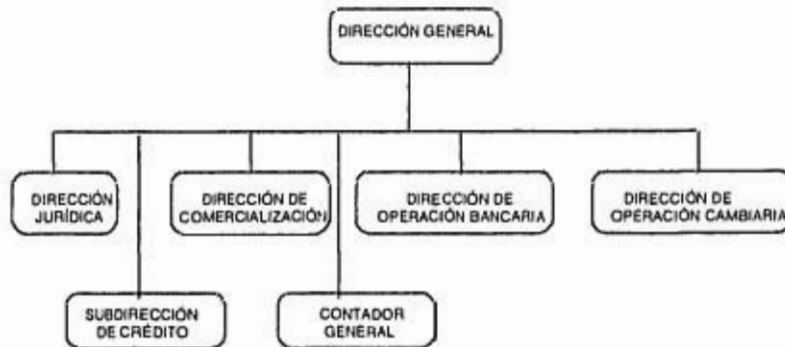 DIRECCIÓN GENERAL
DIRECCIÓN
JURÍDICA
DIRECCIÓN DE
COMERCIALIZACIÓN
DIRECCIÓN DE
OPERACIÓN BANCARIA
DIRECCIÓN DE
OPERACIÓN CAMBIARIA
SUBDIRECCIÓN
DE CRÉDITO
CONTADOR
GENERAL